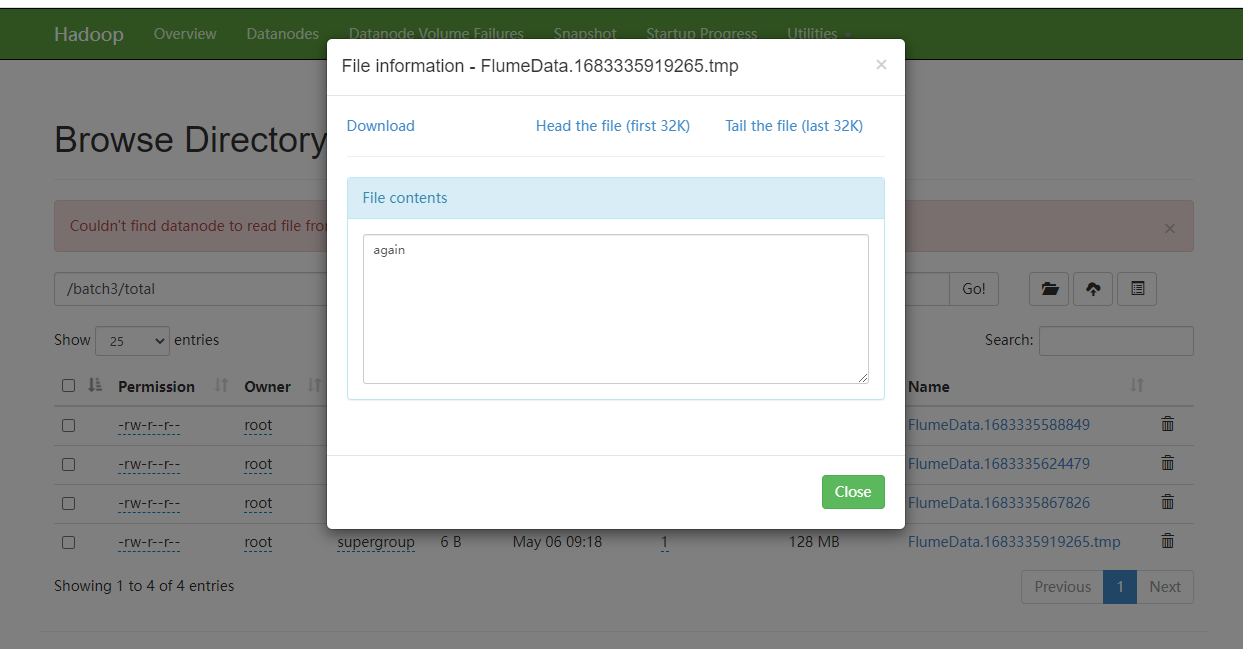 Hadoop Overview Datanodes Datanode Volume Failures Snapshot Startup Progress Utilities
File information - FlumeData.1683335919265.tmp ×
Download Head the file (first 32K) Tail the file (last 32K)
Browse Directory
File contents
Couldn't find datanode to read file ×
again
/batch3/total Go!
Show 25 entries Search:
Permission Owner Name
-rw-r--r-- root FlumeData.1683335588849
-rw-r--r-- root FlumeData.1683335624479
-rw-r--r-- root FlumeData.1683335867826
Close
-rw-r--r-- root supergroup 6 B May 06 09:18 1 128 MB FlumeData.1683335919265.tmp
Showing 1 to 4 of 4 entries Previous 1 Next